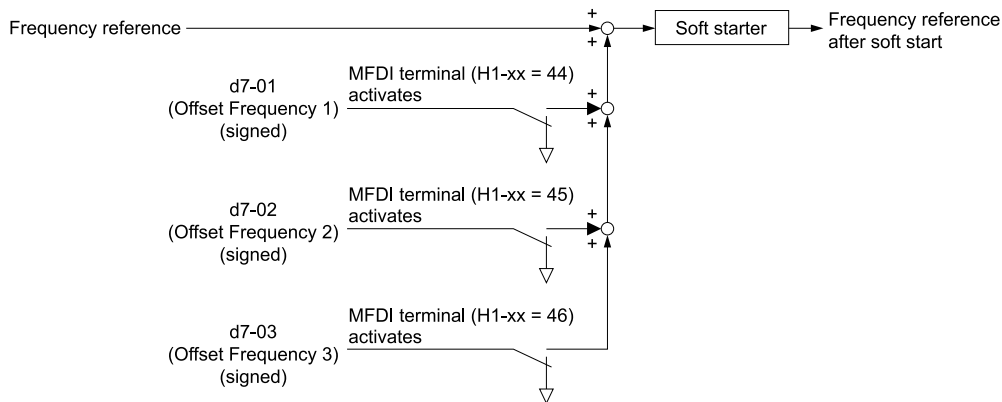 Frequency reference
+
+
Soft starter
Frequency reference
after soft start
d7-01
(Offset Frequency 1)
(signed)
MFDI terminal (H1-xx = 44)
activates
+
+
d7-02
(Offset Frequency 2)
(signed)
MFDI terminal (H1-xx = 45)
activates
+
+
d7-03
(Offset Frequency 3)
(signed)
MFDI terminal (H1-xx = 46)
activates